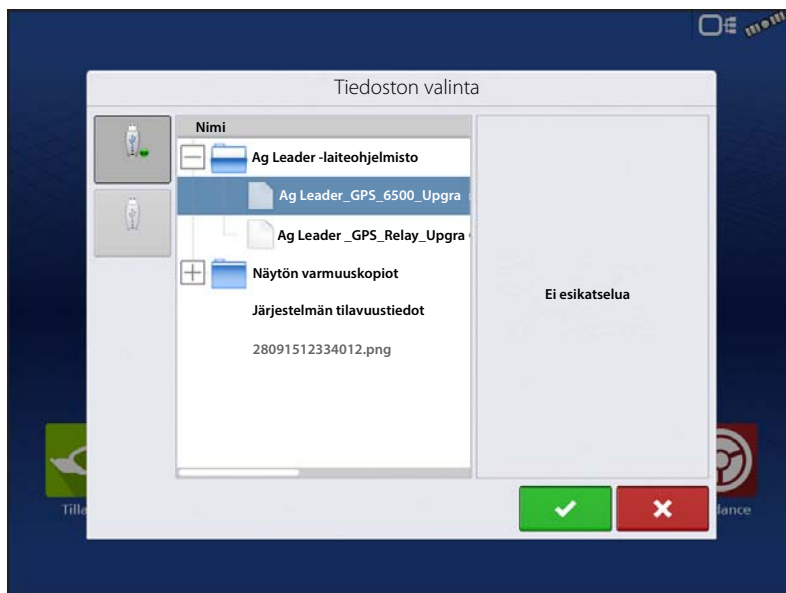 Tiedoston valinta
Nimi
Ag Leader -laiteohjelmisto
Ag Leader_GPS_6500_Upgra
Ag Leader _GPS_Relay_Upgra
Näytön varmuuskopiot
Järjestelmän tilavuustiedot
28091512334012.png
Ei esikatselua
Tilla
dance